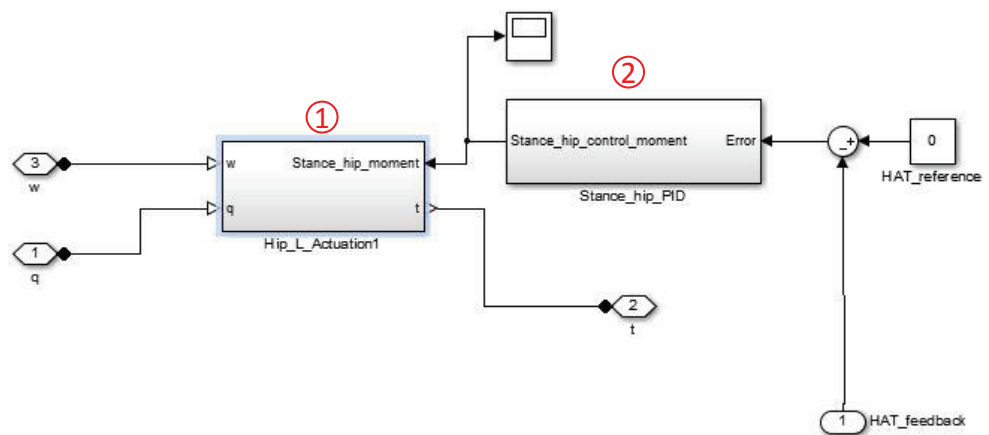 ②
①
Stance_hip_control_moment
Error
-+
0
HAT_reference
3
w
w
Stance_hip_moment
Stance_hip_PID
q
t
Hip_L_Actuation1
1
q
2
t
1
HAT_feedback